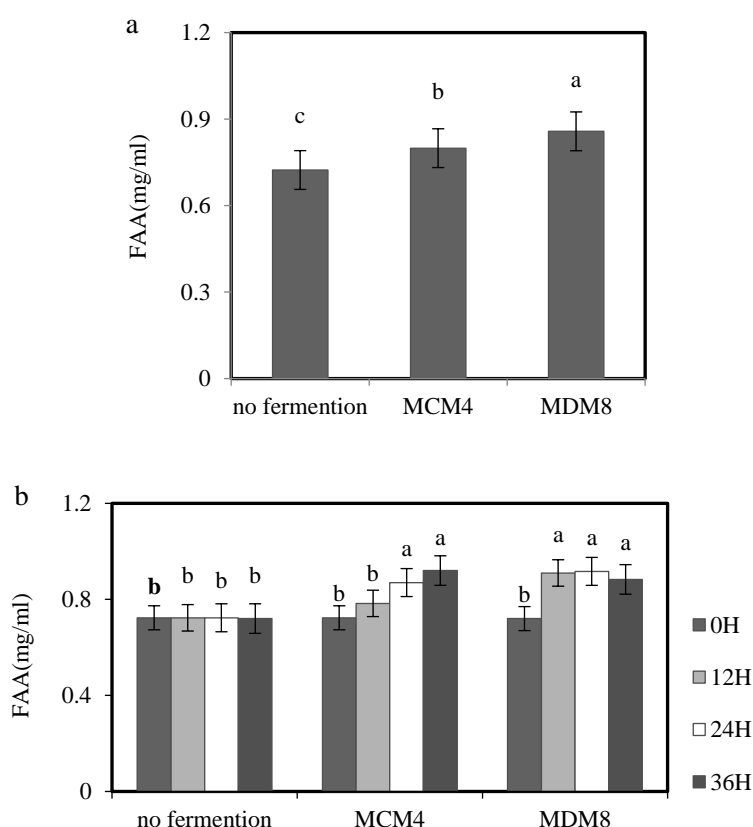 a
1.2
0.9
0.6
0.3
0
FAA(mg/ml)
c
b
a
no fermention
MCM4
MDM8
b
1.2
0.8
0.4
0
FAA(mg/ml)
b b b b
b b a a
b a a a
no fermention
MCM4
MDM8
0H
12H
24H
36H